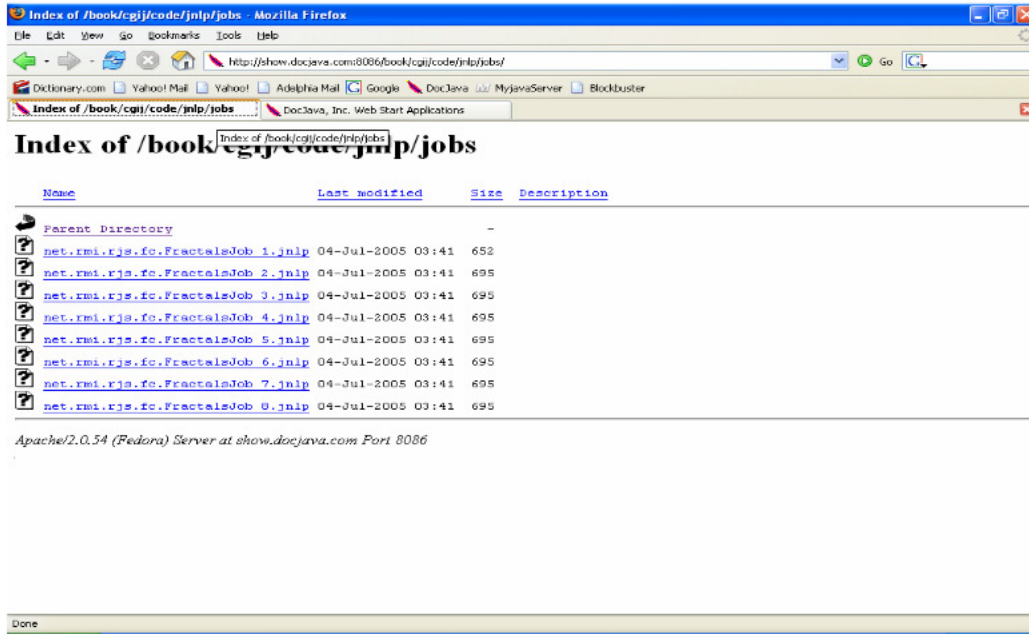 Index of /book/cgij/code/jnlp/jobs - Mozilla Firefox
File Edit View Go Bookmarks Tools Help
http://show.docjava.com:8086/book/cgij/code/jnlp/jobs/ Go
Dictionary.com Yahoo! Mail Yahoo! Adelphia Mail Google DocJava MyjavaServer Blockbuster
Index of /book/cgij/code/jnlp/jobs DocJava, Inc. Web Start Applications
Index of /book/cgij/code/jnlp/jobs
Index of /book/cgij/code/jnlp/jobs
Name Last modified Size Description
Parent Directory -
net.rmi.rjs.fc.FractalsJob 1.jnlp 04-Jul-2005 03:41 652
net.rmi.rjs.fc.FractalsJob 2.jnlp 04-Jul-2005 03:41 695
net.rmi.rjs.fc.FractalsJob 3.jnlp 04-Jul-2005 03:41 695
net.rmi.rjs.fc.FractalsJob 4.jnlp 04-Jul-2005 03:41 695
net.rmi.rjs.fc.FractalsJob 5.jnlp 04-Jul-2005 03:41 695
net.rmi.rjs.fc.FractalsJob 6.jnlp 04-Jul-2005 03:41 695
net.rmi.rjs.fc.FractalsJob 7.jnlp 04-Jul-2005 03:41 695
net.rmi.rjs.fc.FractalsJob 8.jnlp 04-Jul-2005 03:41 695
Apache/2.0.54 (Fedora) Server at show.docjava.com Port 8086
Done